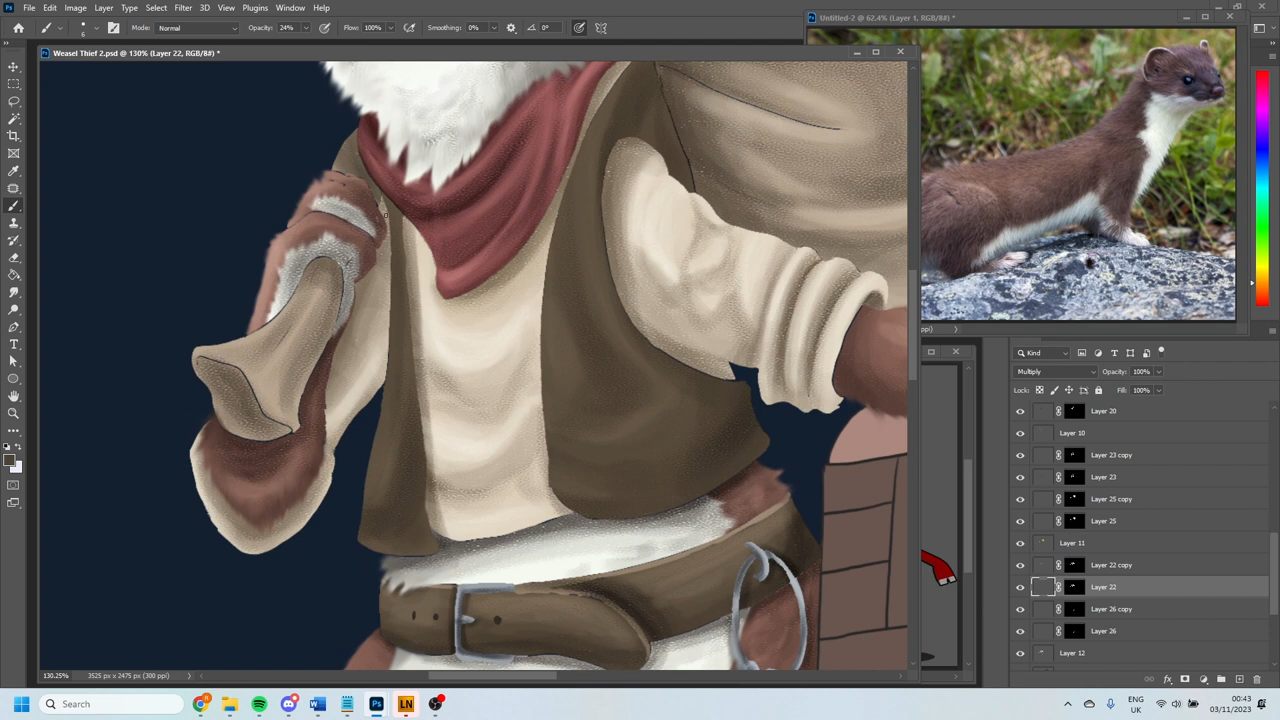 File Edit Image Layer Type Select Filter 3D View Plugins Window Help
Mode: Normal Opacity: 24% Flow: 100% Smoothing: 0% 0°
6
Untitled-2 @ 62.4% (Layer 1, RGB/8#) *
Weasel Thief 2.psd @ 130% (Layer 22, RGB/8#) *
ppi)
Kind
Multiply Opacity: 100%
Lock: Fill: 100%
Layer 20
Layer 10
Layer 23 copy
Layer 23
Layer 25 copy
Layer 25
Layer 11
Layer 22 copy
Layer 22
Layer 26 copy
Layer 26
Layer 12
130.25% 3525 px x 2475 px (300 ppi)
Search
ENG
UK
00:43
03/11/2023